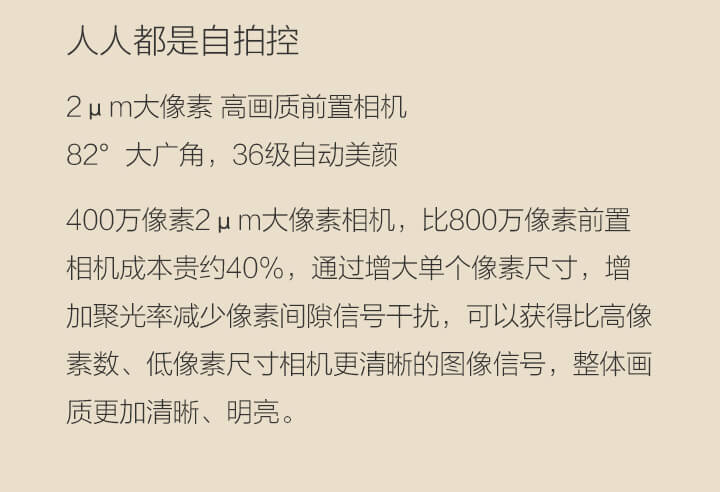 人人都是自拍控
2μm大像素 高画质前置相机
82° 大广角，36级自动美颜
400万像素2μm大像素相机，比800万像素前置
相机成本贵约40%，通过增大单个像素尺寸，增
加聚光率减少像素间隙信号干扰，可以获得比高像
素数、低像素尺寸相机更清晰的图像信号，整体画
质更加清晰、明亮。